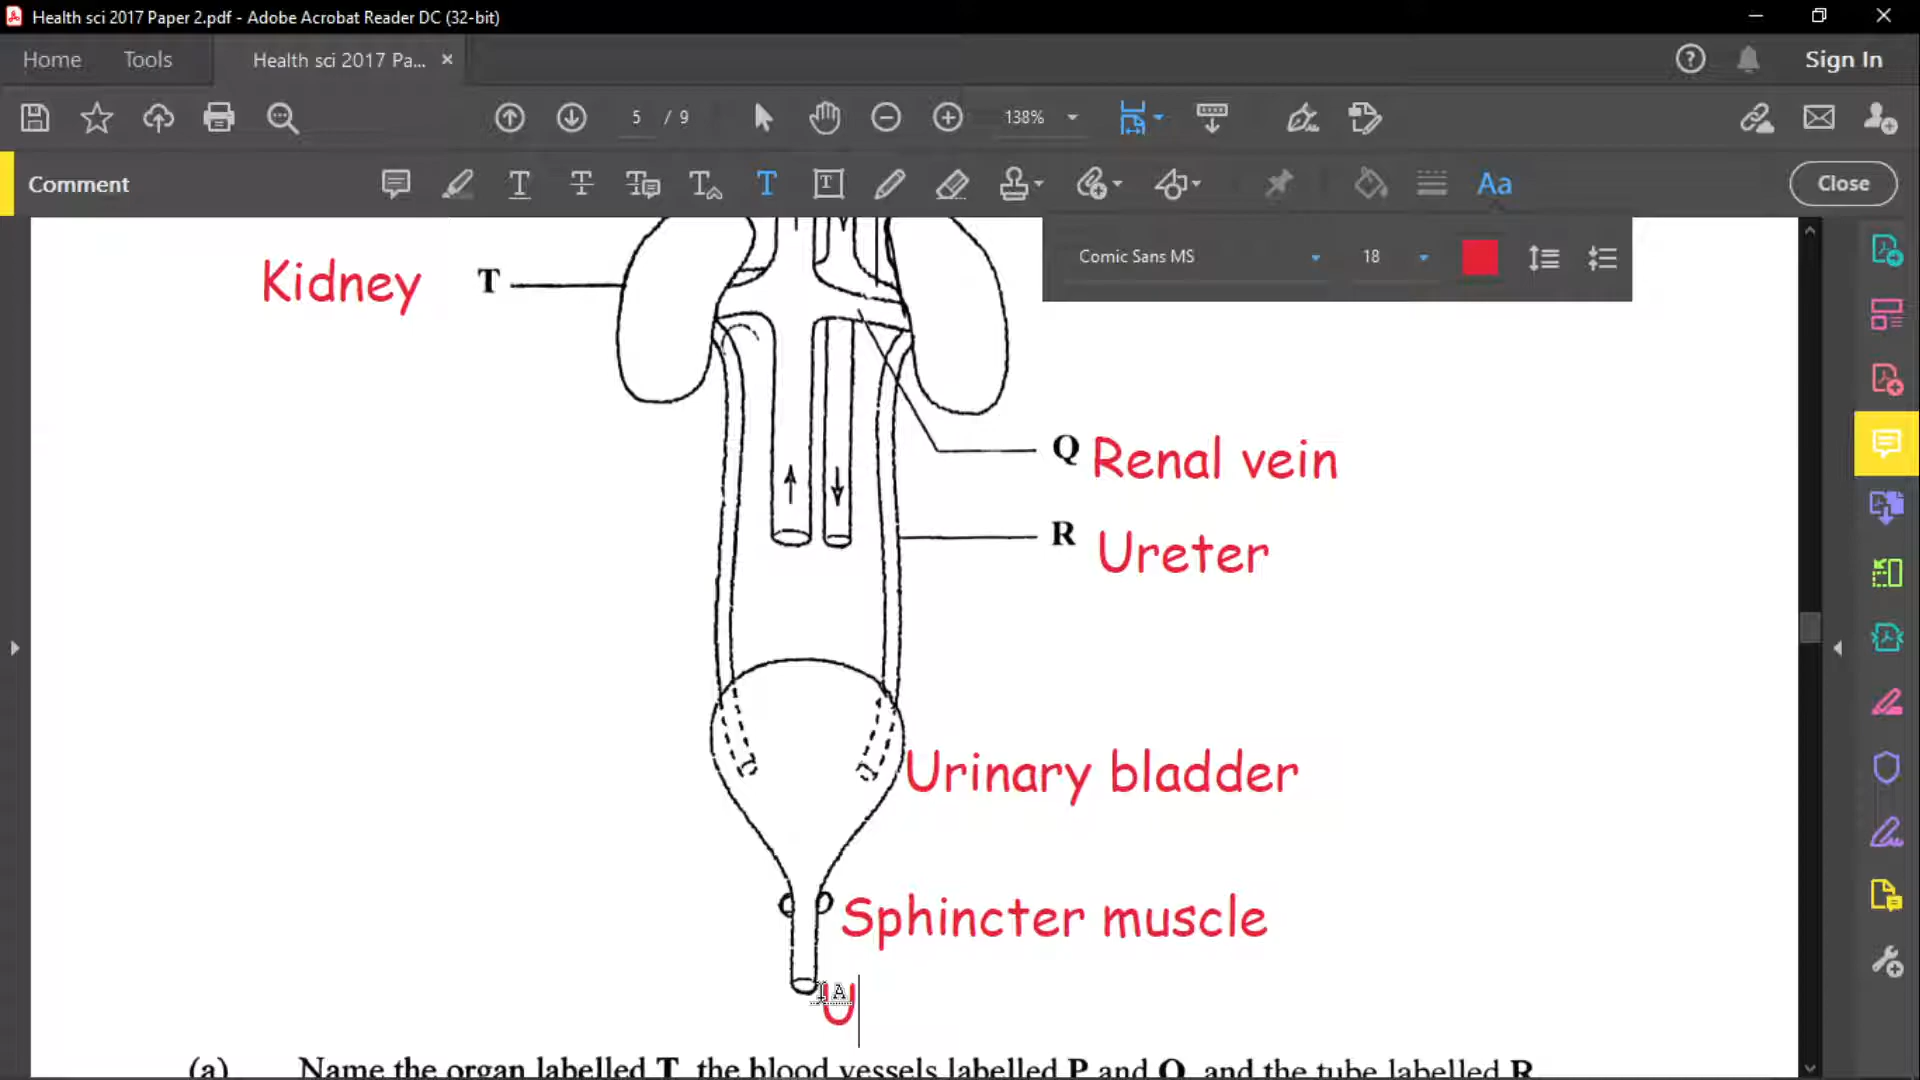 Health sci 2017 Paper 2.pdf - Adobe Acrobat Reader DC (32-bit)
Home Tools Health sci 2017 Pa... × Sign In
5 / 9 138%
Comment T T T T T T Aa Close
Comic Sans MS 18
Kidney T
Q Renal vein
R Ureter
Urinary bladder
Sphincter muscle
A
U
(a) Name the organ labelled T, the blood vessels labelled P and Q, and the tube labelled R.